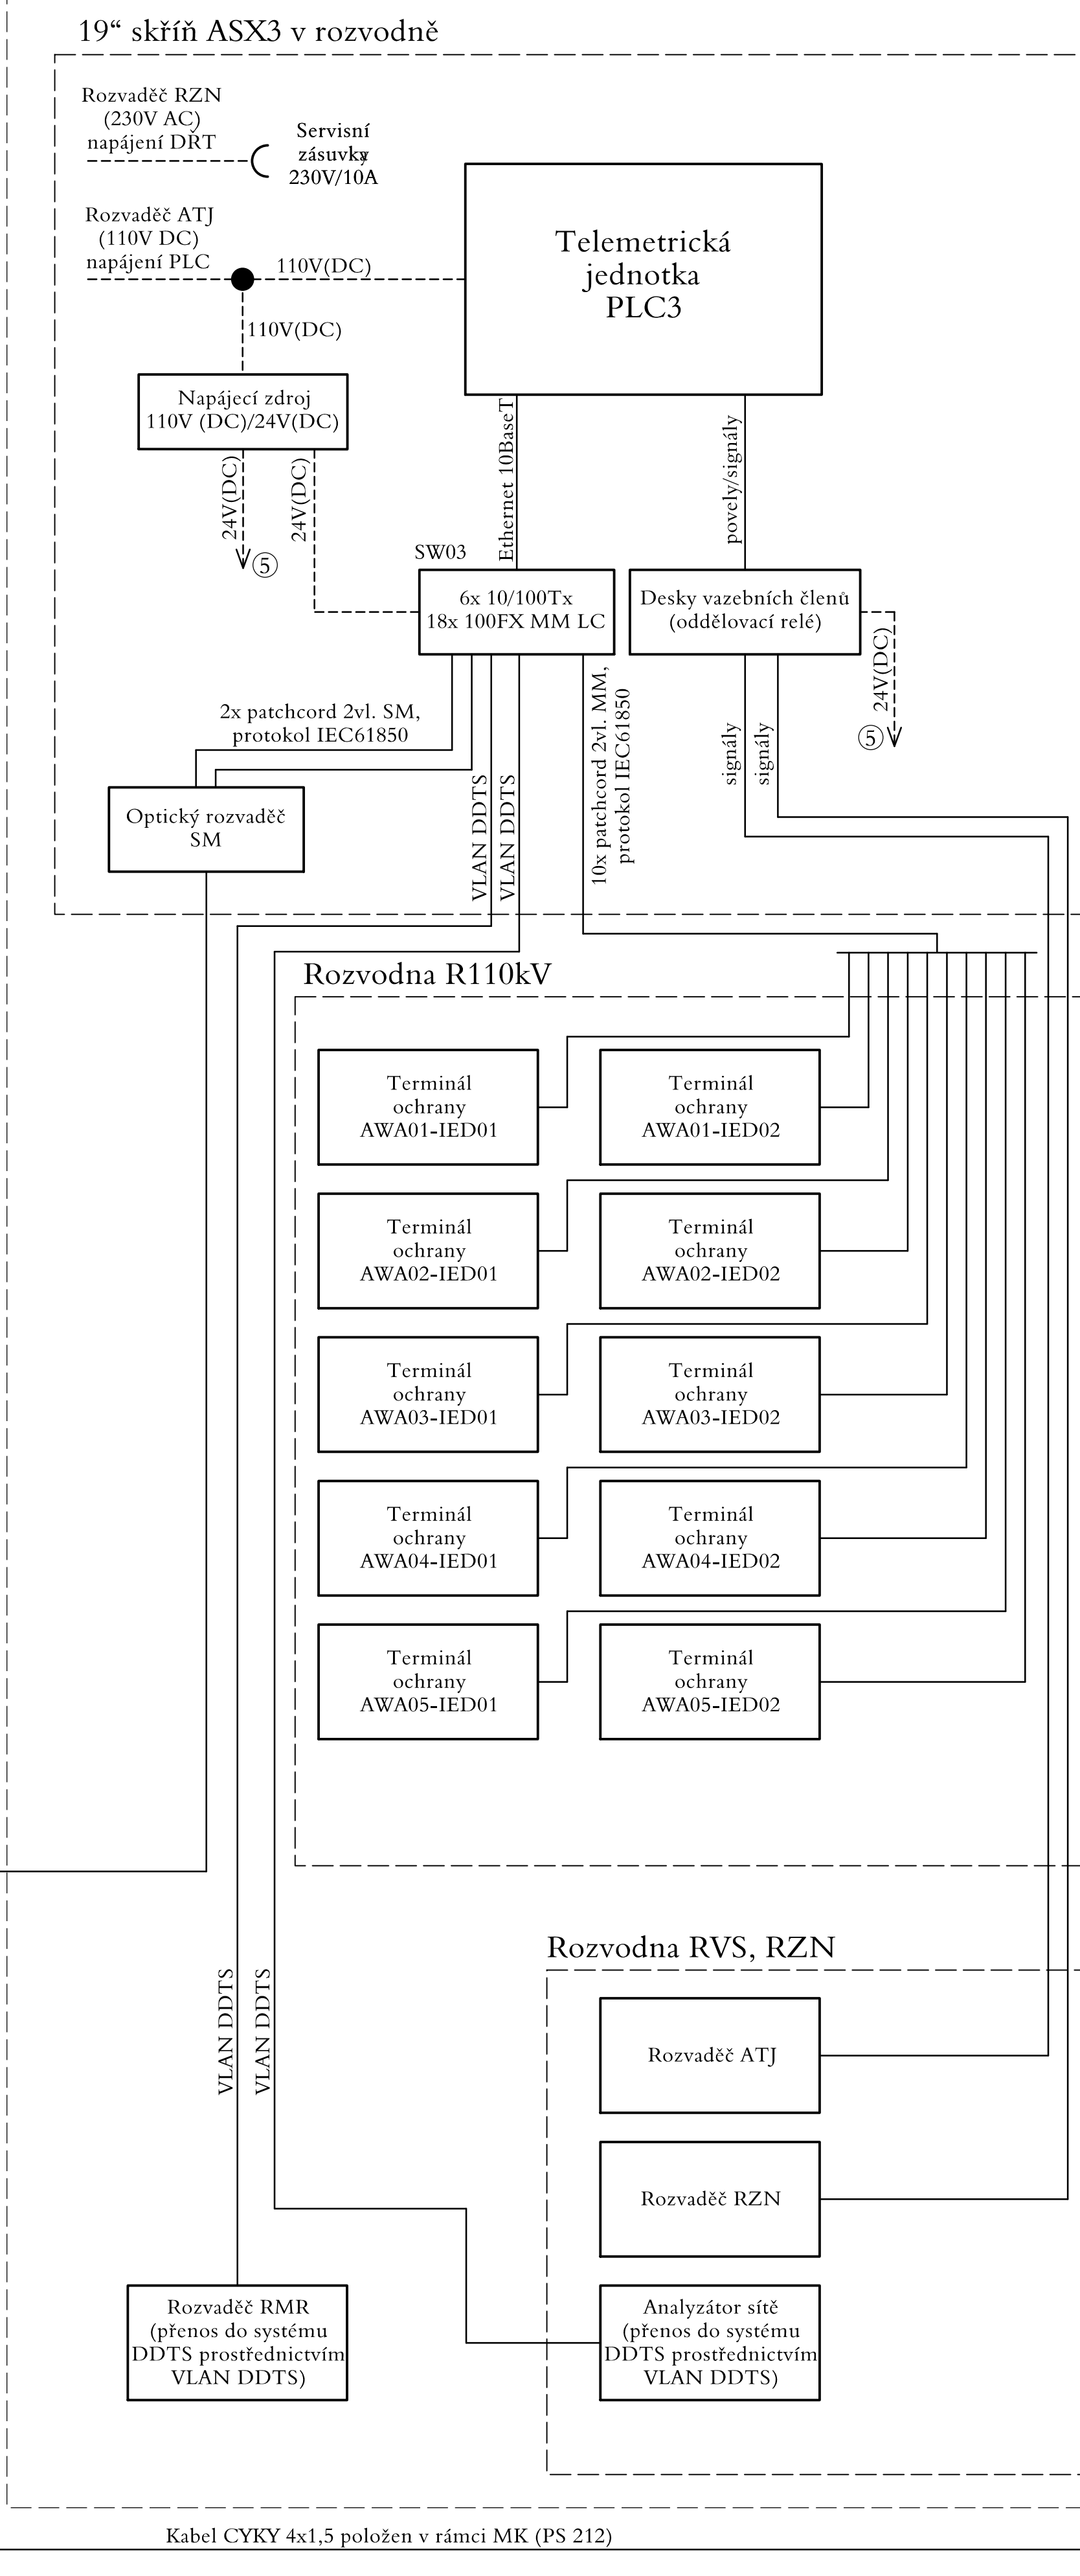 19“ skříň ASX3 v rozvodně
Rozvaděč RZN
(230V AC)
napájení DŘT
Servisní
zásuvky
230V/10A
Rozvaděč ATJ
(110V DC)
napájení PLC
110V(DC)
110V(DC)
Telemetrická
jednotka
PLC3
Napájecí zdroj
110V (DC)/24V(DC)
24V(DC)
24V(DC)
5
Ethernet 10BaseT
povely/signály
SW03
6x 10/100Tx
18x 100FX MM LC
Desky vazebních členů
(oddělovací relé)
24V(DC)
5
2x patchcord 2vl. SM,
protokol IEC61850
Optický rozvaděč
SM
VLAN DDTS
VLAN DDTS
10x patchcord 2vl. MM,
protokol IEC61850
signály
signály
Rozvodna R110kV
Terminál
ochrany
AWA01-IED01
Terminál
ochrany
AWA01-IED02
Terminál
ochrany
AWA02-IED01
Terminál
ochrany
AWA02-IED02
Terminál
ochrany
AWA03-IED01
Terminál
ochrany
AWA03-IED02
Terminál
ochrany
AWA04-IED01
Terminál
ochrany
AWA04-IED02
Terminál
ochrany
AWA05-IED01
Terminál
ochrany
AWA05-IED02
Rozvodna RVS, RZN
VLAN DDTS
VLAN DDTS
Rozvaděč ATJ
Rozvaděč RZN
Rozvaděč RMR
(přenos do systému
DDTS prostřednictvím
VLAN DDTS)
Analyzátor sítě
(přenos do systému
DDTS prostřednictvím
VLAN DDTS)
Kabel CYKY 4x1,5 položen v rámci MK (PS 212)